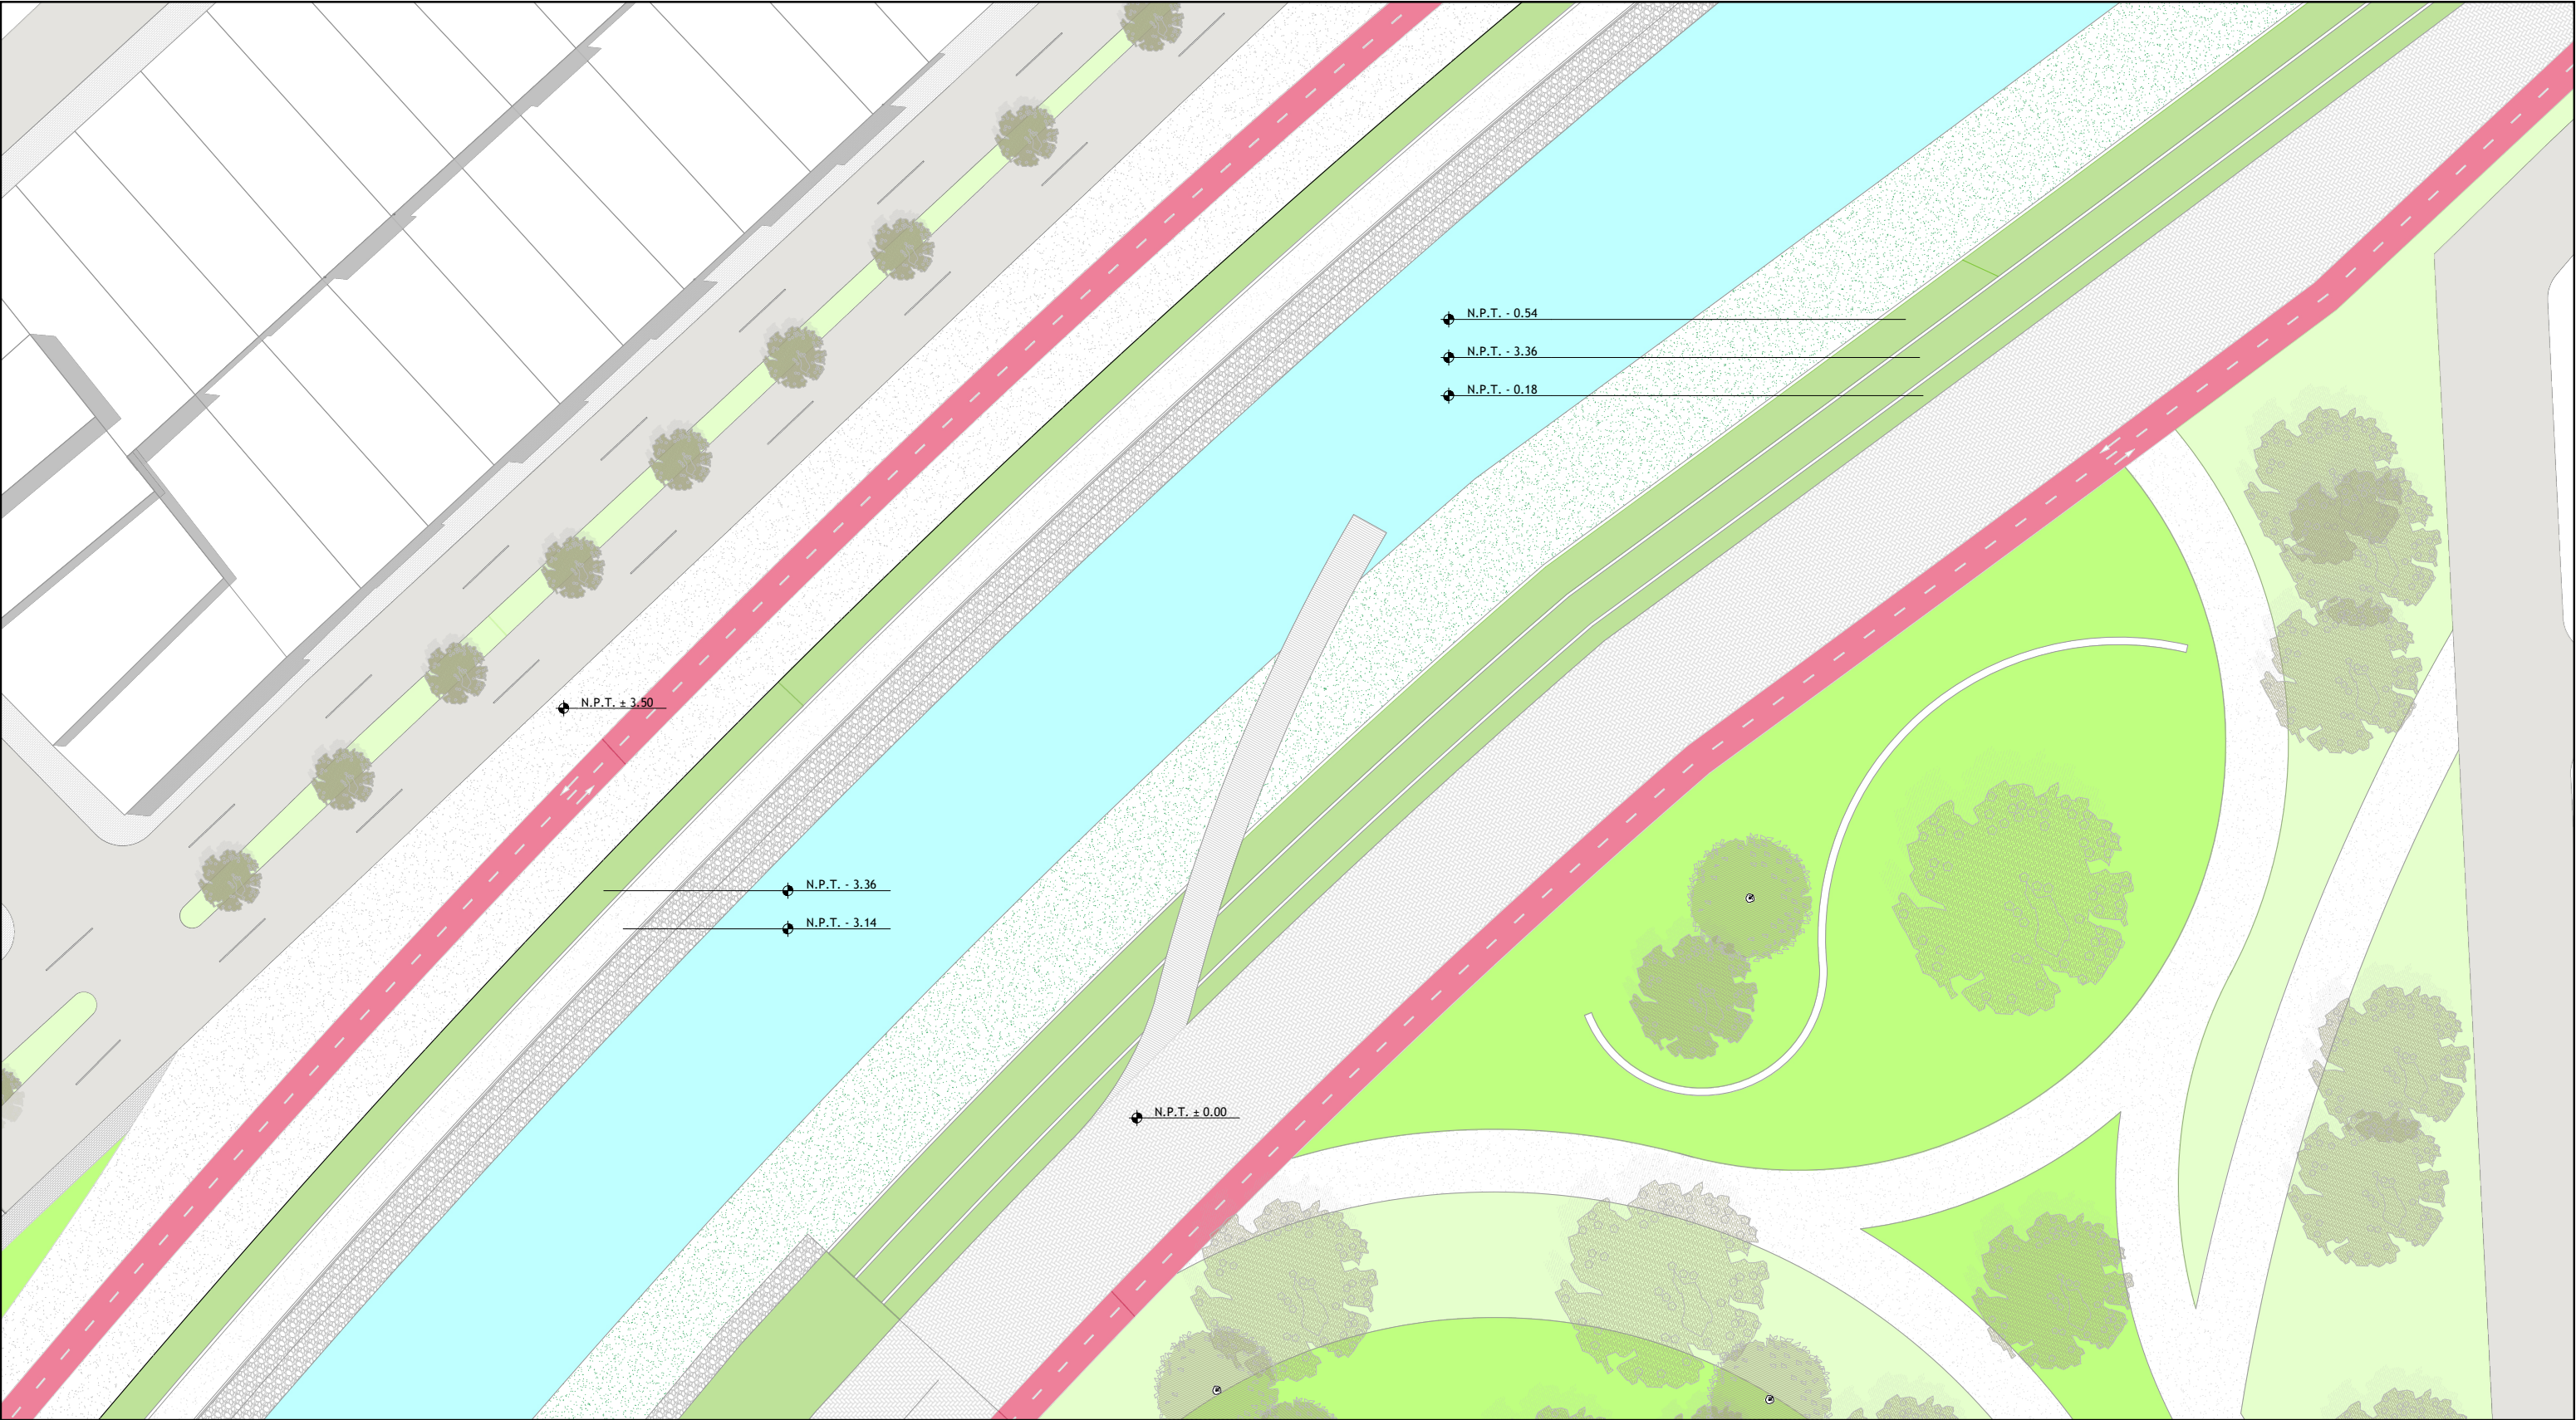 N.P.T. - 0.54
N.P.T. - 3.36
N.P.T. - 0.18
N.P.T. ± 3.50
N.P.T. - 3.36
N.P.T. - 3.14
N.P.T. ± 0.00